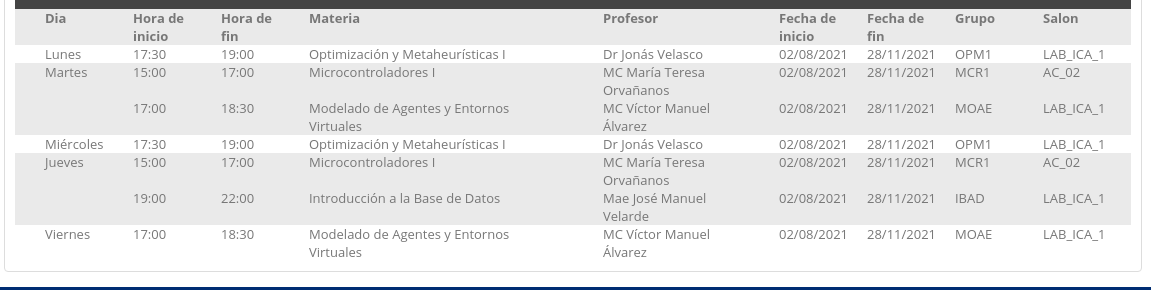 Dia Hora de inicio Hora de fin Materia Profesor Fecha de inicio Fecha de fin Grupo Salon
Lunes 17:30 19:00 Optimización y Metaheurísticas I Dr Jonás Velasco 02/08/2021 28/11/2021 OPM1 LAB_ICA_1
Martes 15:00 17:00 Microcontroladores I MC María Teresa Orvañanos 02/08/2021 28/11/2021 MCR1 AC_02
17:00 18:30 Modelado de Agentes y Entornos Virtuales MC Víctor Manuel Álvarez 02/08/2021 28/11/2021 MOAE LAB_ICA_1
Miércoles 17:30 19:00 Optimización y Metaheurísticas I Dr Jonás Velasco 02/08/2021 28/11/2021 OPM1 LAB_ICA_1
Jueves 15:00 17:00 Microcontroladores I MC María Teresa Orvañanos 02/08/2021 28/11/2021 MCR1 AC_02
19:00 22:00 Introducción a la Base de Datos Mae José Manuel Velarde 02/08/2021 28/11/2021 IBAD LAB_ICA_1
Viernes 17:00 18:30 Modelado de Agentes y Entornos Virtuales MC Víctor Manuel Álvarez 02/08/2021 28/11/2021 MOAE LAB_ICA_1